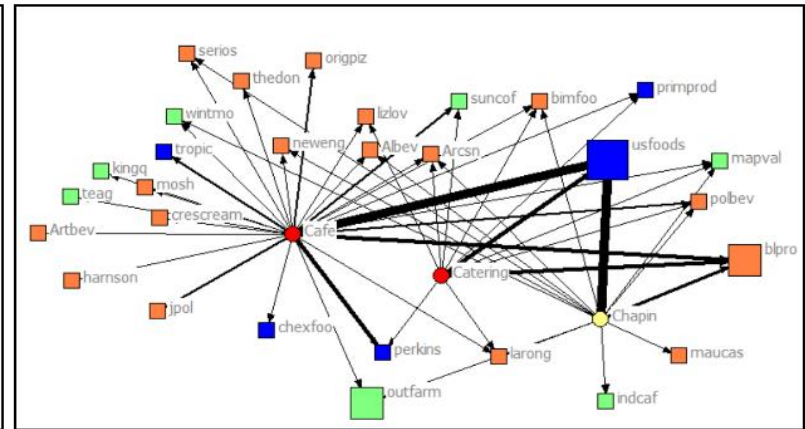 serios
origpiz
thedon
primprod
suncof
bimfoo
wintmo
lizlov
neweng
Albev
Arcsn
usfoods
tropic
mapval
kingq
mosh
teag
polbev
crescream
Artbev
Cafe
blpro
Catering
harnson
jpol
Chapin
chexfoo
perkins
larong
maucas
outfarm
indcaf